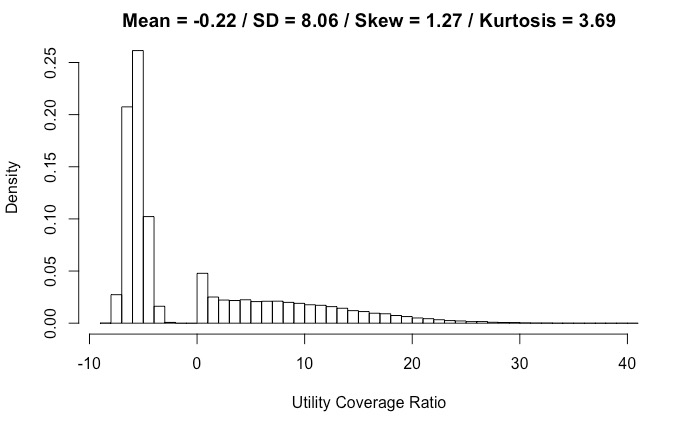 Mean = -0.22 / SD = 8.06 / Skew = 1.27 / Kurtosis = 3.69
Density
0.25
0.20
0.15
0.10
0.05
0.00
-10 0 10 20 30 40
Utility Coverage Ratio